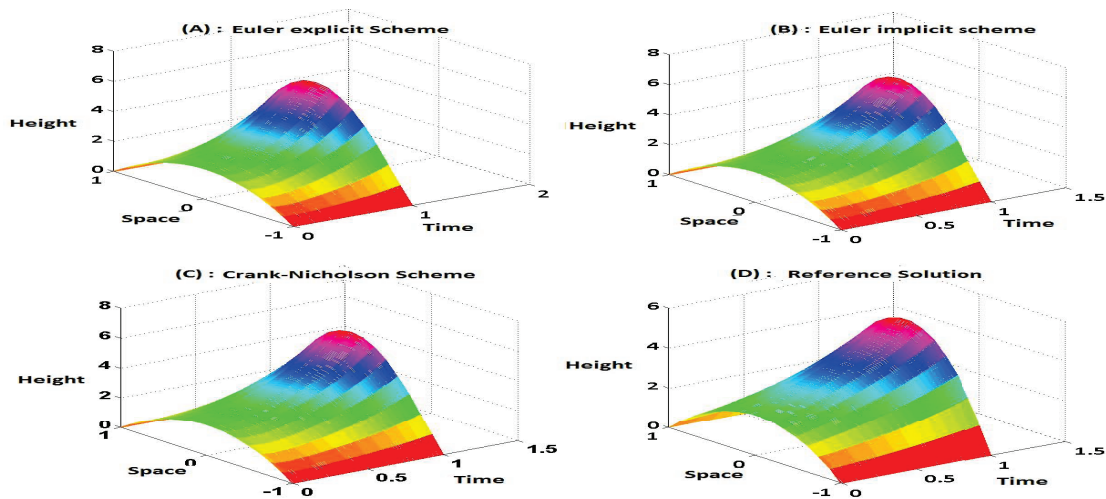 (A) : Euler explicit Scheme
8
6
4
2
0
Height
1
0
-1
Space
0
1
2
Time
(B) : Euler implicit scheme
8
6
4
2
0
Height
1
0
-1
Space
0
0.5
1
1.5
Time
(C) : Crank-Nicholson Scheme
8
6
4
2
0
Height
1
0
-1
Space
0
0.5
1
1.5
Time
(D) : Reference Solution
6
4
2
0
Height
1
0
-1
Space
0
0.5
1
1.5
Time